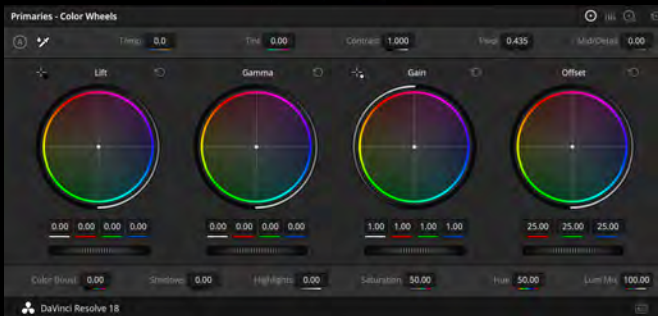 Primaries - Color Wheels
A Temp 0.0 Tint 0.00 Contrast 1.000 Pivot 0.435 Mid/Detail 0.00
Lift Gamma Gain Offset
0.00 0.00 0.00 0.00 0.00 0.00 0.00 0.00 1.00 1.00 1.00 1.00 25.00 25.00 25.00
Color Boost 0.00 Shadows 0.00 Highlights 0.00 Saturation 50.00 Hue 50.00 Lum Mix 100.00
DaVinci Resolve 18